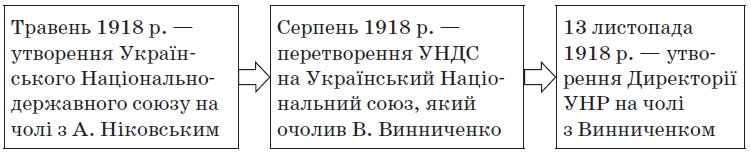 Травень 1918 р. —
утворення Україн-
ського Національно-
державного союзу на
чолі з А. Ніковським
Серпень 1918 р. —
перетворення УНДС
на Український Націо-
нальний союз, який
очолив В. Винниченко
13 листопада
1918 р. — утво-
рення Директорії
УНР на чолі
з Винниченком